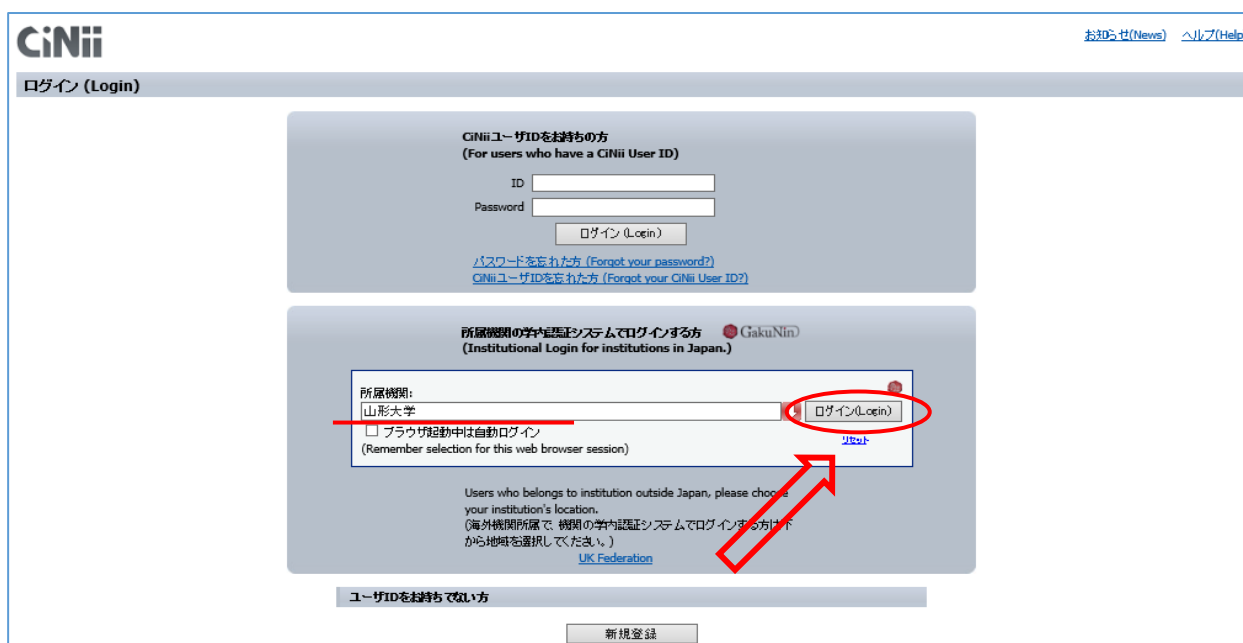 CiNii
お知らせ(News) ヘルプ(Help
ログイン (Login)
CiNiiユーザIDをお持ちの方
(For users who have a CiNii User ID)
ID
Password
ログイン (Login)
パスワードを忘れた方 (Forgot your password?)
CiNiiユーザIDを忘れた方 (Forgot your CiNii User ID?)
所属機関の学内認証システムでログインする方 GakuNin
(Institutional Login for institutions in Japan.)
所属機関:
山形大学 ログイン(Login)
ブラウザ起動中は自動ログイン
リセット
(Remember selection for this web browser session)
Users who belongs to institution outside Japan, please choose
your institution's location.
(海外機関所属で、機関の学内認証システムでログインする方は下
から地域を選択してください。)
UK Federation
ユーザIDをお持ちでない方
新規登録